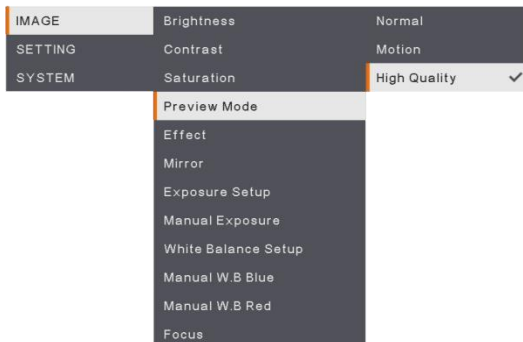 IMAGE
SETTING
SYSTEM
Brightness
Contrast
Saturation
Preview Mode
Effect
Mirror
Exposure Setup
Manual Exposure
White Balance Setup
Manual W.B Blue
Manual W.B Red
Focus
Normal
Motion
High Quality